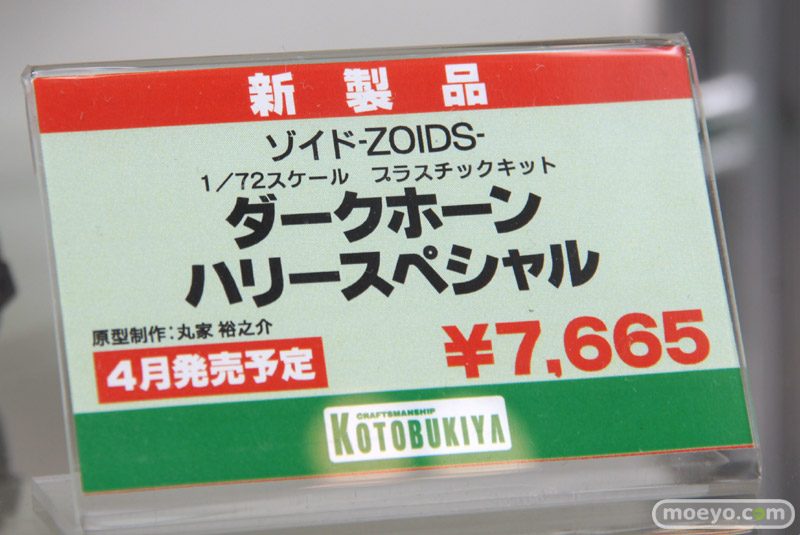 新製品
ゾイド-ZOIDS-
1/72スケール プラスチックキット
ダークホーン
ハリースペシャル
原型制作:丸家 裕之介
4月発売予定
¥7,665
CRAFTSMANSHIP
KOTOBUKIYA
moeyo.com